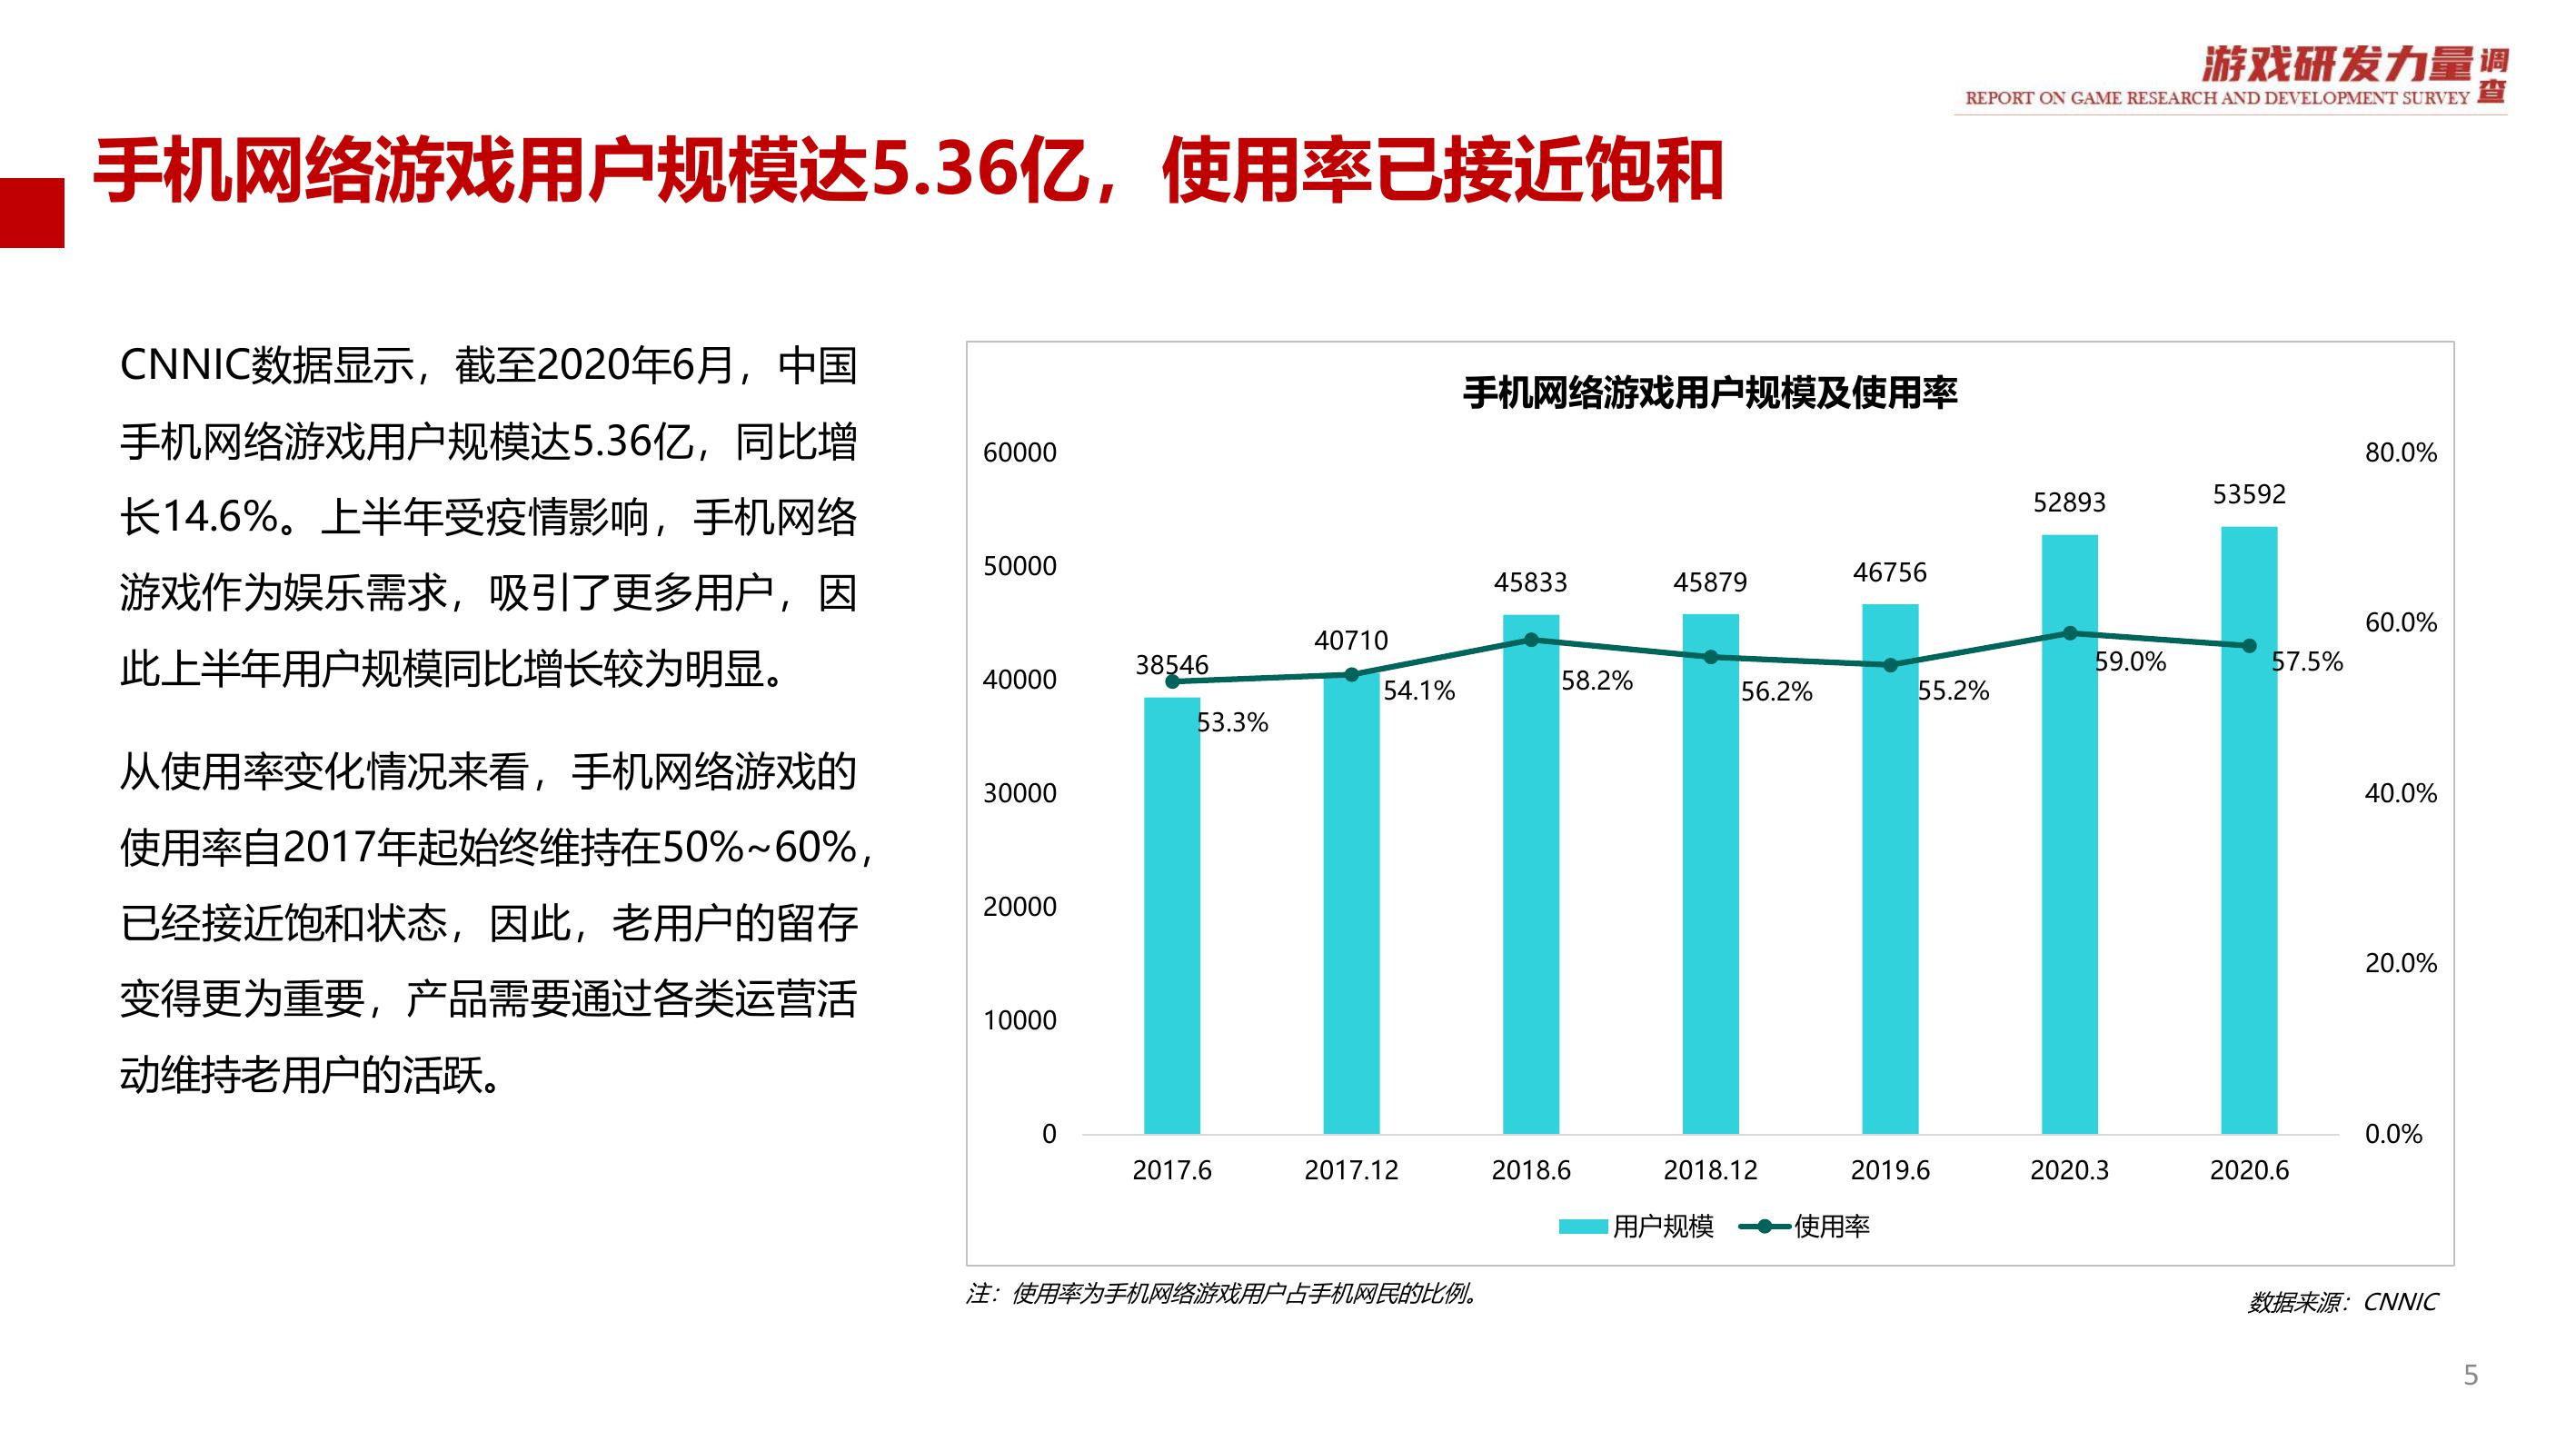 游戏研发力量调查
REPORT ON GAME RESEARCH AND DEVELOPMENT SURVEY
手机网络游戏用户规模达5.36亿，使用率已接近饱和
CNNIC数据显示，截至2020年6月，中国
手机网络游戏用户规模达5.36亿，同比增
长14.6%。上半年受疫情影响，手机网络
游戏作为娱乐需求，吸引了更多用户，因
此上半年用户规模同比增长较为明显。
从使用率变化情况来看，手机网络游戏的
使用率自2017年起始终维持在50%~60%，
已经接近饱和状态，因此，老用户的留存
变得更为重要，产品需要通过各类运营活
动维持老用户的活跃。
手机网络游戏用户规模及使用率
60000
50000
40000
30000
20000
10000
0
80.0%
60.0%
40.0%
20.0%
0.0%
38546
40710
45833
45879
46756
52893
53592
53.3%
54.1%
58.2%
56.2%
55.2%
59.0%
57.5%
2017.6
2017.12
2018.6
2018.12
2019.6
2020.3
2020.6
用户规模
使用率
注：使用率为手机网络游戏用户占手机网民的比例。
数据来源：CNNIC
5